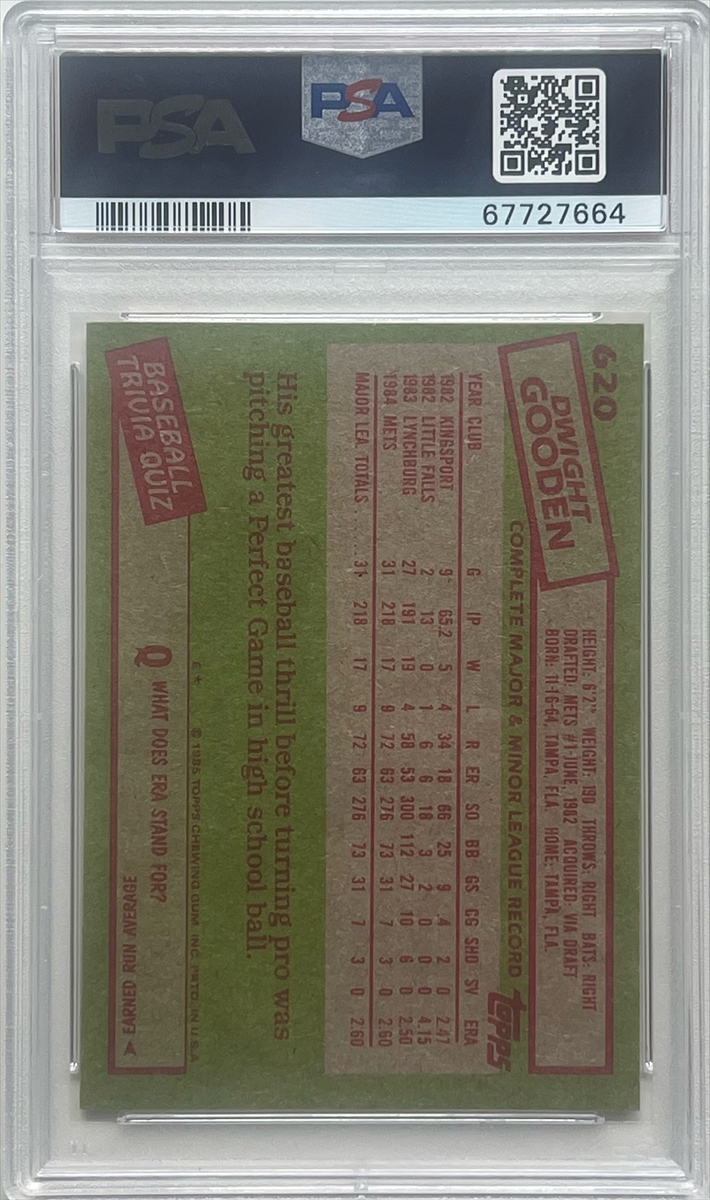 PSA
PSA
67727664
620
DWIGHT
GOODEN
HEIGHT: 6'2" WEIGHT: 190 THROWS: RIGHT BATS: RIGHT
DRAFTED: METS #1-JUNE, 1982 ACQUIRED: VIA DRAFT
BORN: 11-16-64, TAMPA, FLA. HOME: TAMPA, FLA.
COMPLETE MAJOR & MINOR LEAGUE RECORD
topps
YEAR CLUB G IP W L R ER SO BB GS CG SHO SV ERA
1982 KINGSPORT 9 65.2 5 4 34 18 66 25 9 4 2 0 2.47
1982 LITTLE FALLS 2 13 0 1 6 6 18 3 2 0 0 0 4.15
1983 LYNCHBURG 27 191 19 4 58 53 300 112 27 10 6 0 2.50
1984 METS 31 218 17 9 72 63 276 73 31 7 3 0 2.60
MAJOR LEA. TOTALS ..... 31 218 17 9 72 63 276 73 31 7 3 0 2.60
His greatest baseball thrill before turning pro was
pitching a Perfect Game in high school ball.
E * © 1985 TOPPS CHEWING GUM, INC. PRTD. IN U.S.A.
BASEBALL
TRIVIA QUIZ
Q WHAT DOES ERA STAND FOR?
EARNED RUN AVERAGE